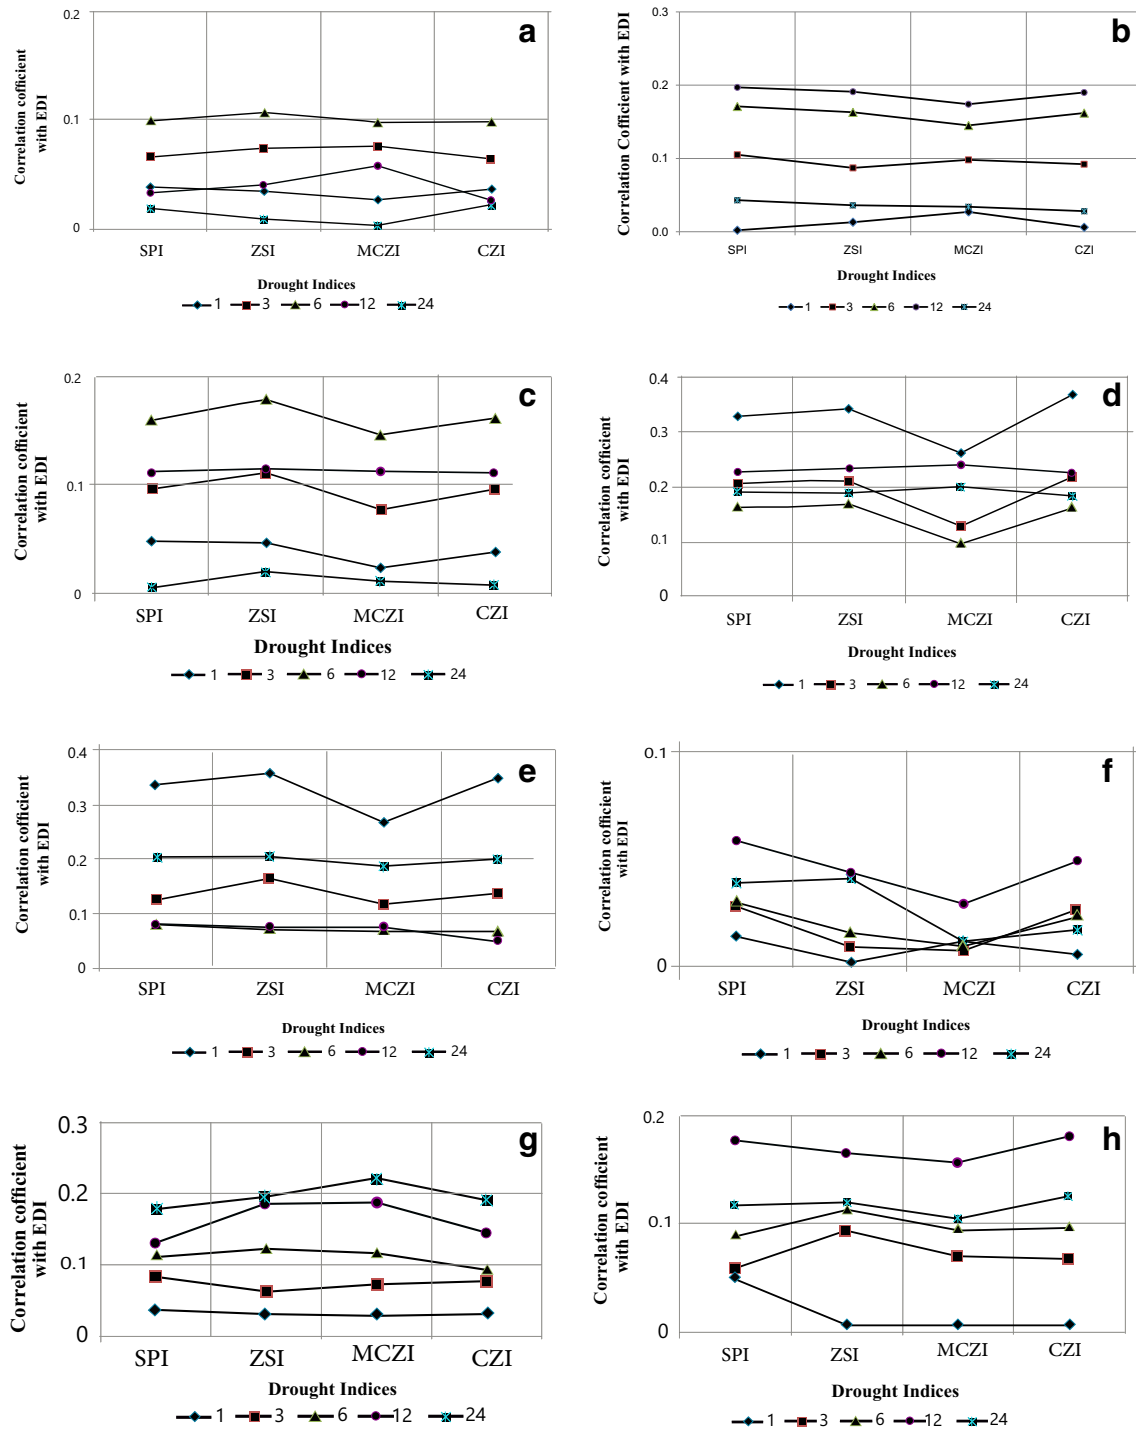 a
0.2
0.1
0
Correlation cofficient
with EDI
SPI ZSI MCZI CZI
Drought Indices
1 3 6 12 24
b
0.3
0.2
0.1
0.0
Correlation Cofficient with EDI
SPI ZSI MCZI CZI
Drought Indices
1 3 6 12 24
c
0.2
0.1
0
Correlation cofficient
with EDI
SPI ZSI MCZI CZI
Drought Indices
1 3 6 12 24
d
0.4
0.3
0.2
0.1
0
Correlation cofficient
with EDI
SPI ZSI MCZI CZI
Drought Indices
1 3 6 12 24
e
0.4
0.3
0.2
0.1
0
Correlation cofficient
with EDI
SPI ZSI MCZI CZI
Drought Indices
1 3 6 12 24
f
0.1
0
Correlation cofficient
with EDI
SPI ZSI MCZI CZI
Drought Indices
1 3 6 12 24
g
0.3
0.2
0.1
0
Correlation cofficient
with EDI
SPI ZSI MCZI CZI
Drought Indices
1 3 6 12 24
h
0.2
0.1
0
Correlation cofficient
with EDI
SPI ZSI MCZI CZI
Drought Indices
1 3 6 12 24